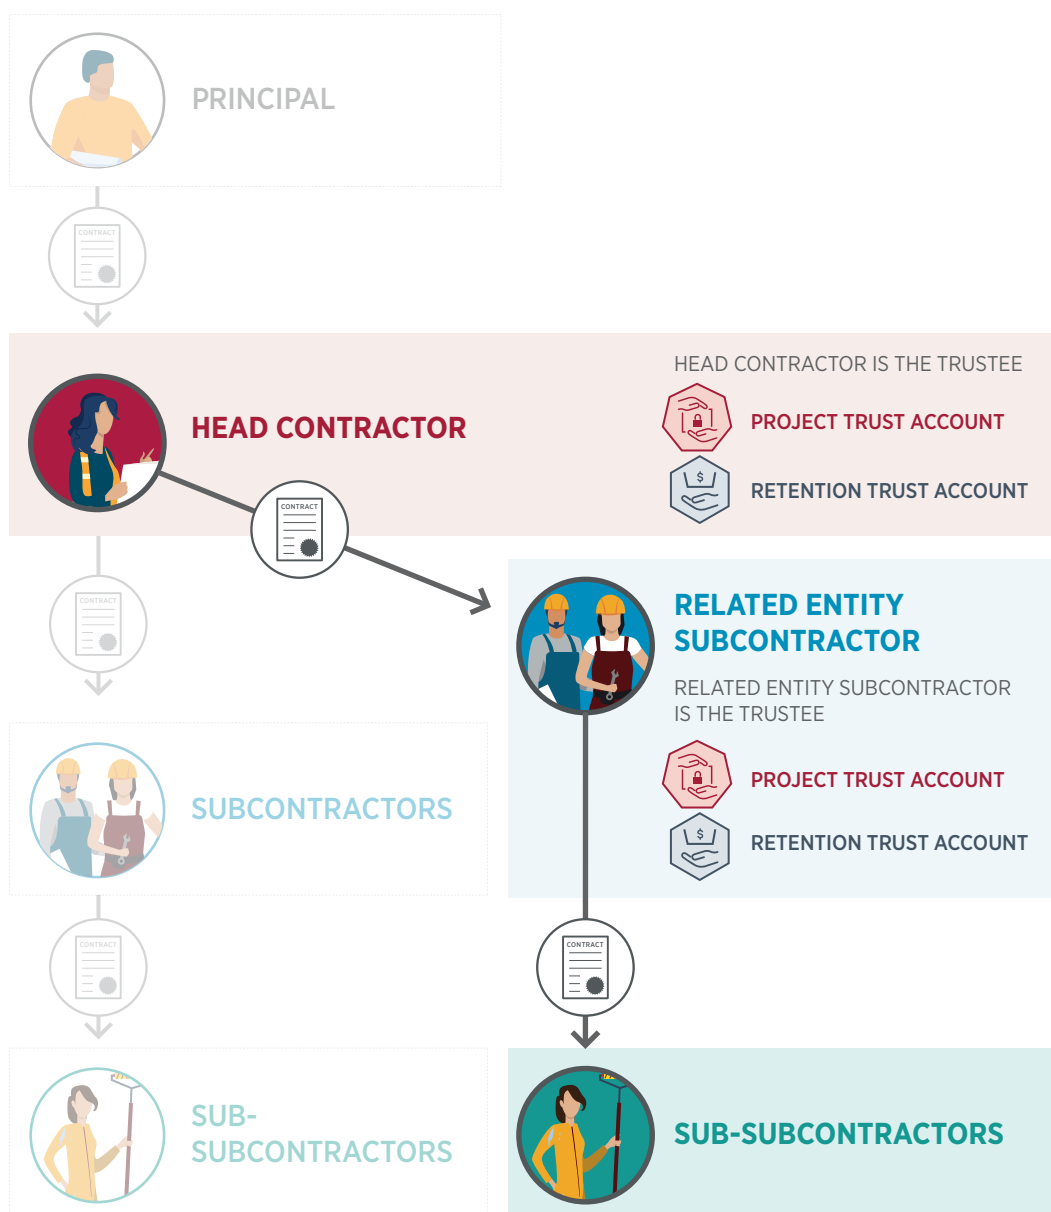 PRINCIPAL
CONTRACT
HEAD CONTRACTOR IS THE TRUSTEE
HEAD CONTRACTOR
PROJECT TRUST ACCOUNT
$
RETENTION TRUST ACCOUNT
CONTRACT
CONTRACT
RELATED ENTITY
SUBCONTRACTOR
RELATED ENTITY SUBCONTRACTOR
IS THE TRUSTEE
PROJECT TRUST ACCOUNT
$
RETENTION TRUST ACCOUNT
SUBCONTRACTORS
CONTRACT
CONTRACT
SUB-
SUBCONTRACTORS
SUB-SUBCONTRACTORS